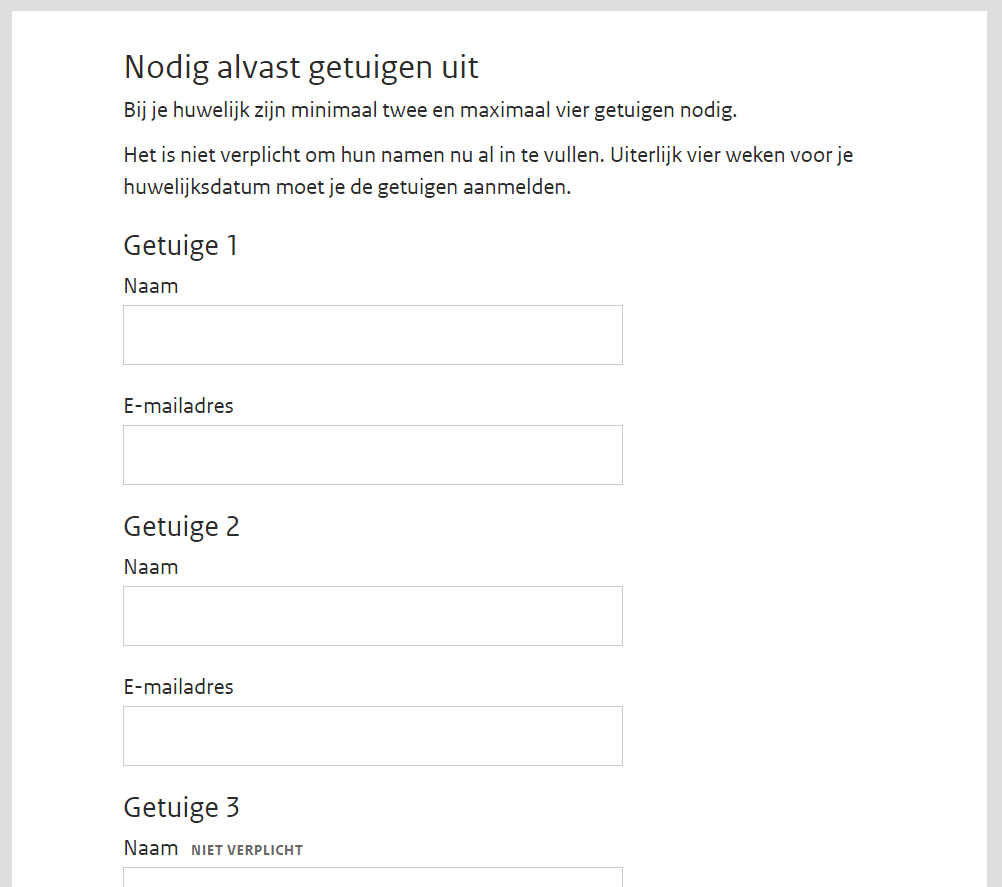 Nodig alvast getuigen uit
Bij je huwelijk zijn minimaal twee en maximaal vier getuigen nodig.
Het is niet verplicht om hun namen nu al in te vullen. Uiterlijk vier weken voor je
huwelijksdatum moet je de getuigen aanmelden.
Getuige 1
Naam
E-mailadres
Getuige 2
Naam
E-mailadres
Getuige 3
Naam NIET VERPLICHT